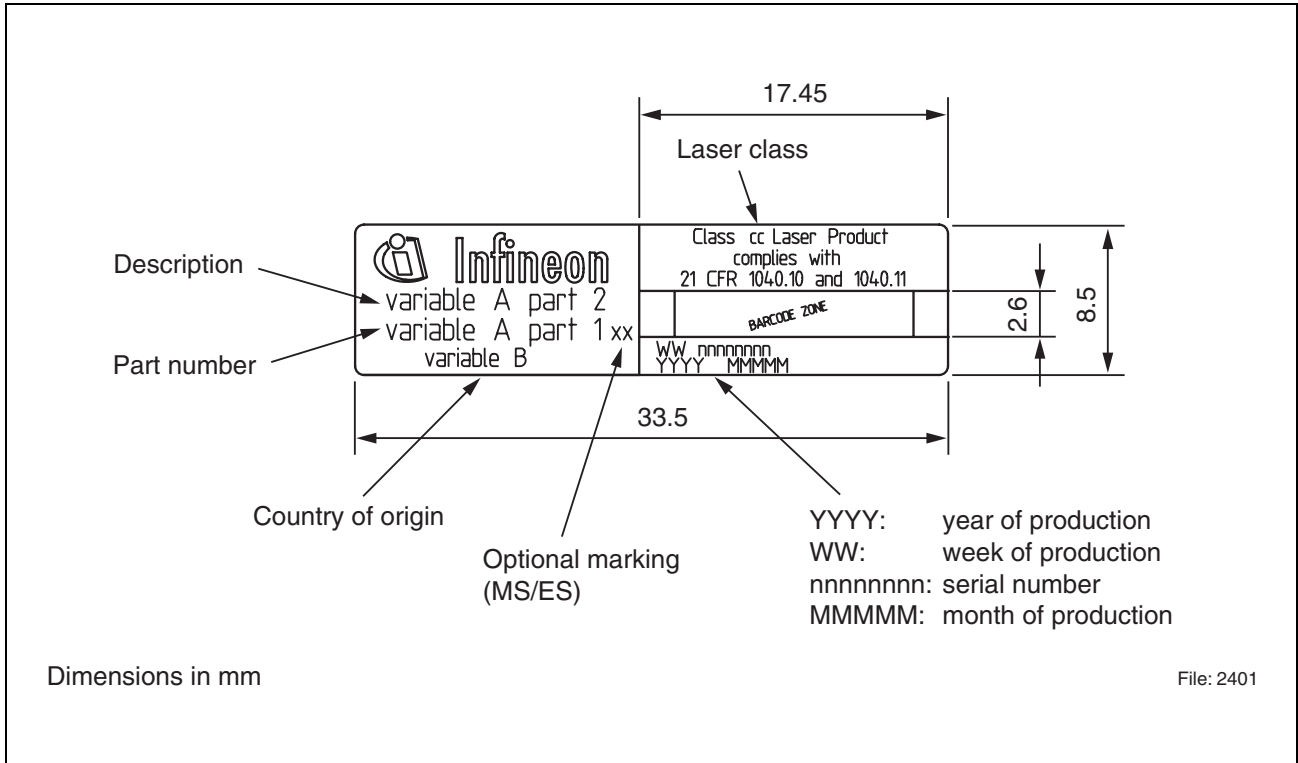 17.45
Laser class
Infineon
Class cc Laser Product
complies with
21 CFR 1040.10 and 1040.11
Description
variable A part 2
BARCODE ZONE
2.6
8.5
Part number
variable A part 1 xx
variable B
WW nnnnnnnn
YYYY MMMMM
33.5
Country of origin
Optional marking
(MS/ES)
YYYY: year of production
WW: week of production
nnnnnnnn: serial number
MMMMM: month of production
Dimensions in mm
File: 2401